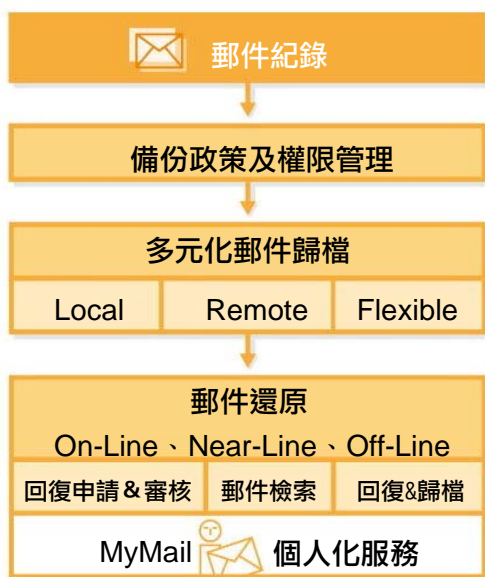 郵件紀錄
備份政策及權限管理
多元化郵件歸檔
Local Remote Flexible
郵件還原
On-Line、Near-Line、Off-Line
回復申請&審核 郵件檢索 回復&歸檔
MyMail 個人化服務